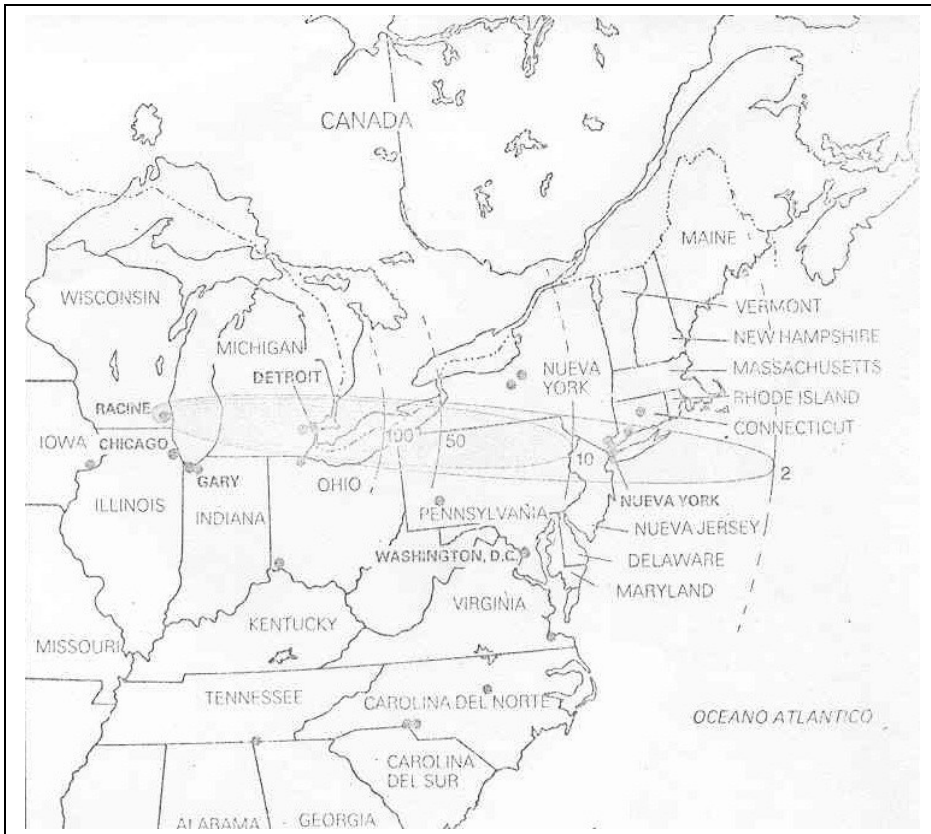 CANADA
MAINE
WISCONSIN
VERMONT
NEW HAMPSHIRE
MICHIGAN
NUEVA
YORK
MASSACHUSETTS
DETROIT
RHODE ISLAND
RACINE
CONNECTICUT
IOWA
CHICAGO
100
50
10
2
GARY
OHIO
ILLINOIS
INDIANA
PENNSYLVANIA
NUEVA YORK
NUEVA JERSEY
WASHINGTON, D.C.
DELAWARE
MARYLAND
VIRGINIA
KENTUCKY
MISSOURI
TENNESSEE
CAROLINA DEL NORTE
OCEANO ATLANTICO
CAROLINA
DEL SUR
ALABAMA
GEORGIA